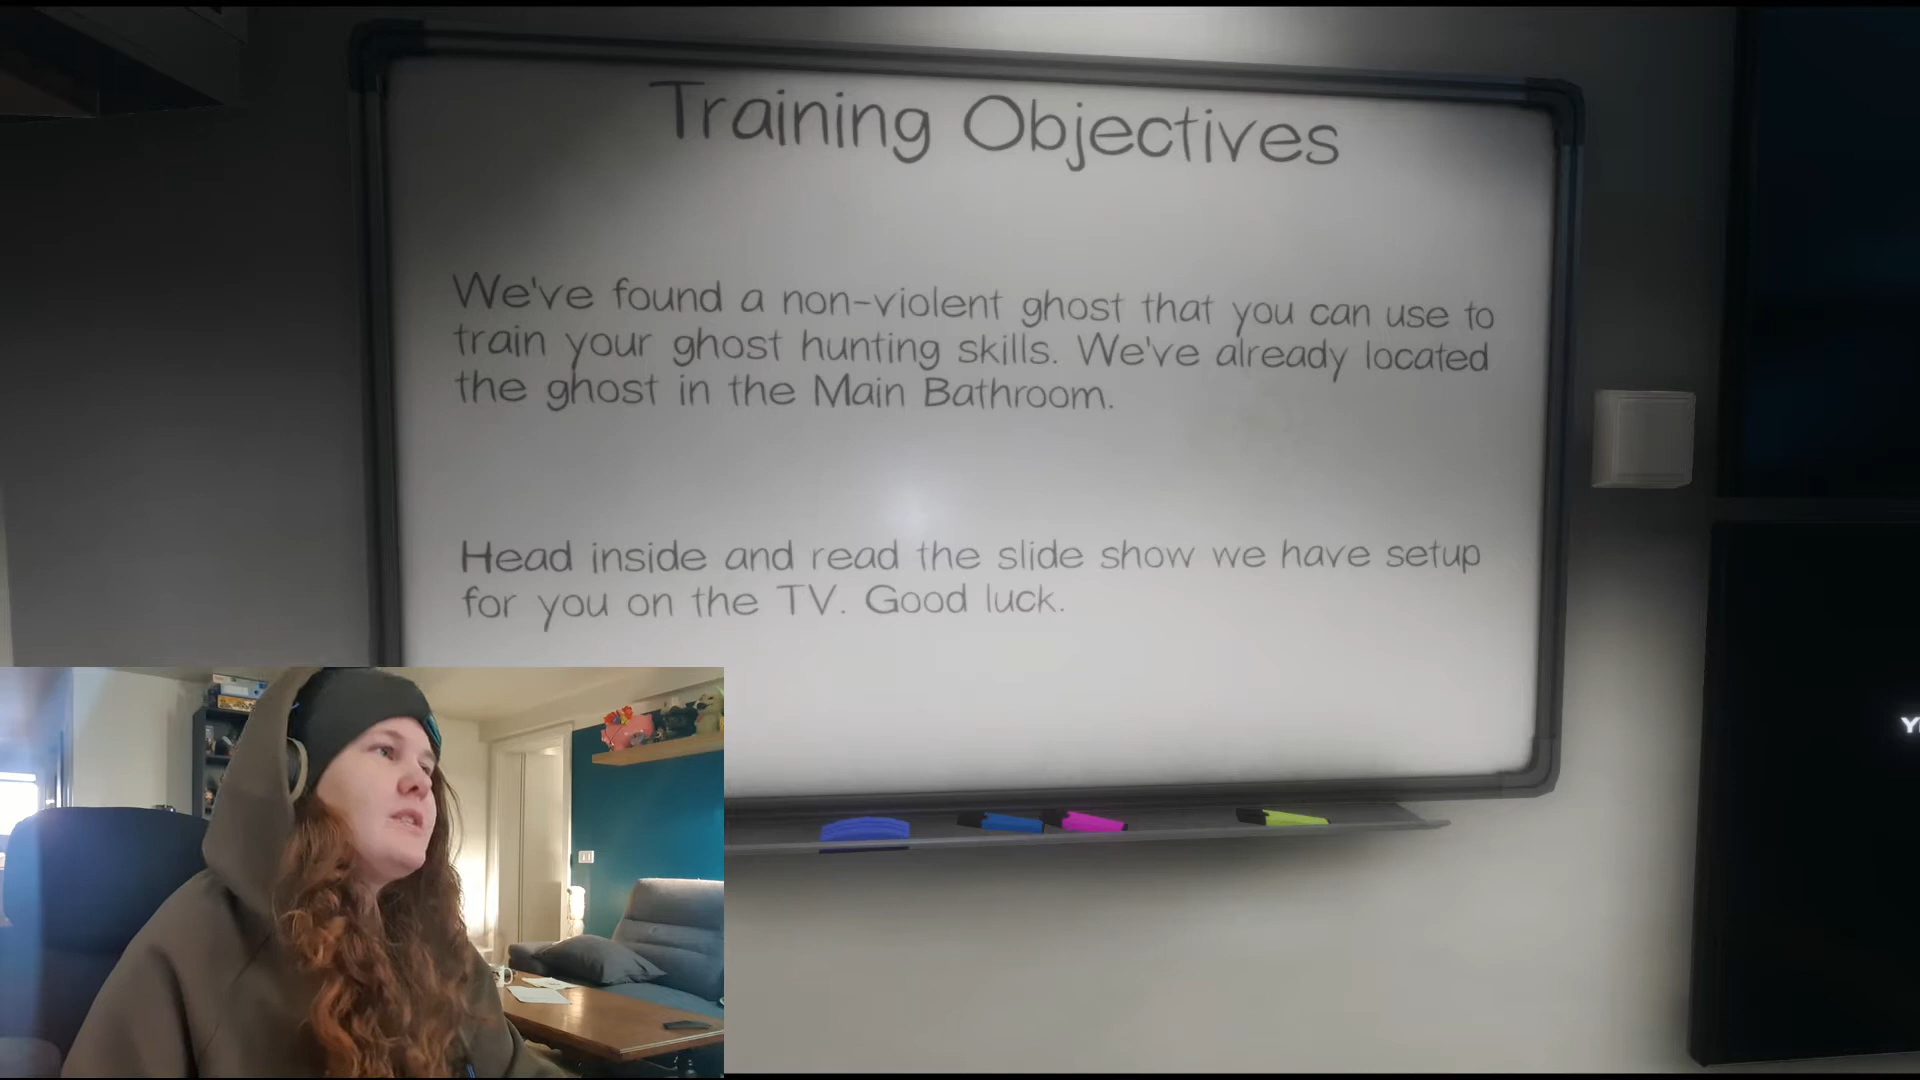 Training Objectives
We've found a non-violent ghost that you can use to
train your ghost hunting skills. We've already located
the ghost in the Main Bathroom.
Head inside and read the slide show we have setup
for you on the TV. Good luck.